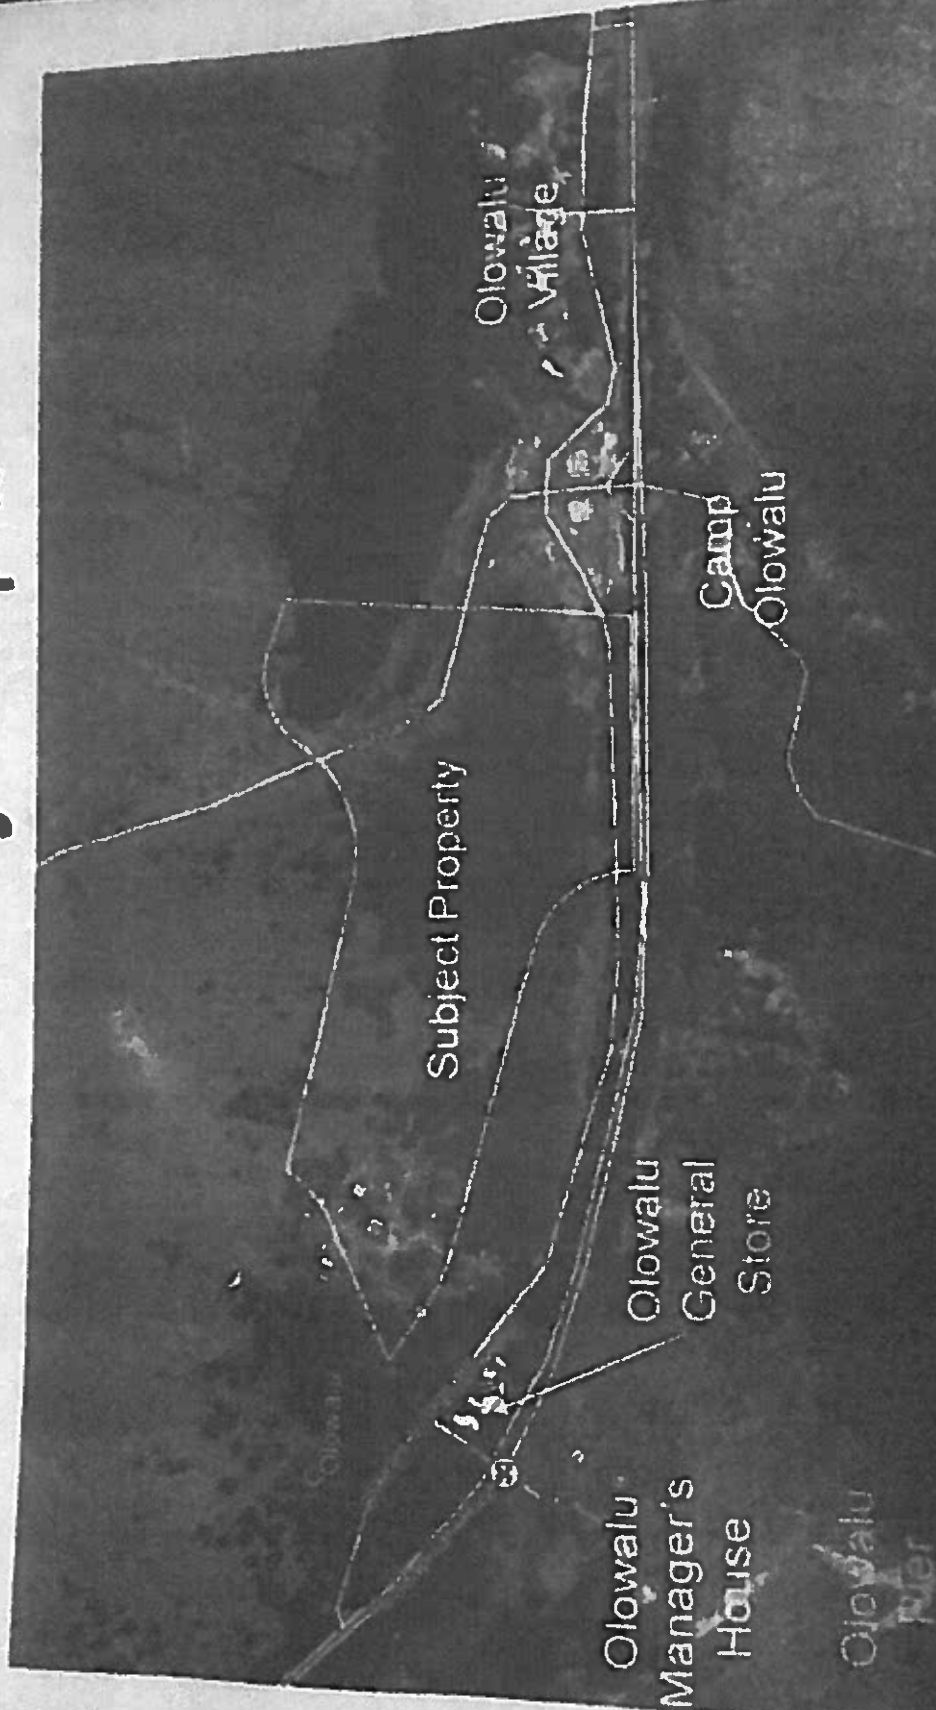 Olowalu
Village
Camp
Olowalu
Subject Property
Olowalu
General
Store
Olowalu
Manager's
House
Olowalu
Pier